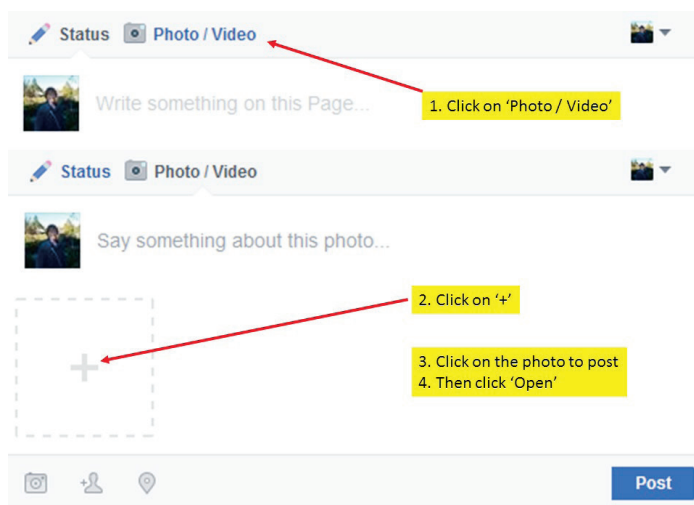 Status Photo / Video
Write something on this Page...
1. Click on ‘Photo / Video’
Status Photo / Video
Say something about this photo...
2. Click on ‘+’
3. Click on the photo to post
4. Then click ‘Open’
Post